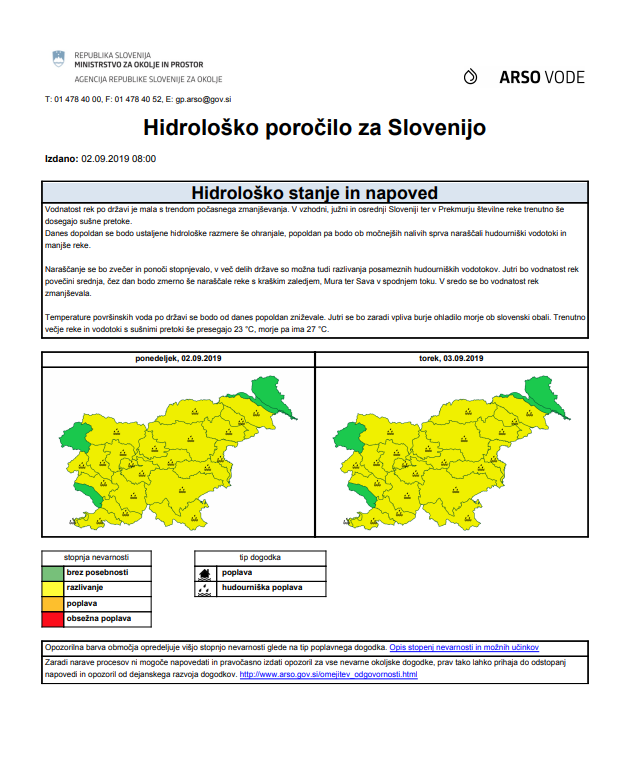 REPUBLIKA SLOVENIJA
MINISTRSTVO ZA OKOLJE IN PROSTOR
AGENCIJA REPUBLIKE SLOVENIJE ZA OKOLJE
ARSO VODE
T: 01 478 40 00, F: 01 478 40 52, E: gp.arso@gov.si
Hidrološko poročilo za Slovenijo
Izdano: 02.09.2019 08:00
Hidrološko stanje in napoved
Vodnatost rek po državi je mala s trendom počasnega zmanjševanja. V vzhodni, južni in osrednji Sloveniji ter v Prekmurju številne reke trenutno še
dosegajo sušne pretoke.
Danes dopoldan se bodo ustaljene hidrološke razmere še ohranjale, popoldan pa bodo ob močnejših nalivih sprva naraščali hudourniški vodotoki in
manjše reke.
Naraščanje se bo zvečer in ponoči stopnjevalo, v več delih države so možna tudi razlivanja posameznih hudourniških vodotokov. Jutri bo vodnatost rek
povečini srednja, čez dan bodo zmerno še naraščale reke s kraškim zaledjem, Mura ter Sava v spodnjem toku. V sredo se bo vodnatost rek
zmanjševala.
Temperature površinskih voda po državi se bodo od danes popoldan zniževale. Jutri se bo zaradi vpliva burje ohladilo morje ob slovenski obali. Trenutno
večje reke in vodotoki s sušnimi pretoki še presegajo 23 °C, morje pa ima 27 °C.
ponedeljek, 02.09.2019
torek, 03.09.2019
stopnja nevarnosti
brez posebnosti
razlivanje
poplava
obsežna poplava
tip dogodka
poplava
hudourniška poplava
Opozorilna barva območja opredeljuje višjo stopnjo nevarnosti glede na tip poplavnega dogodka. Opis stopenj nevarnosti in možnih učinkov
Zaradi narave procesov ni mogoče napovedati in pravočasno izdati opozoril za vse nevarne okoljske dogodke, prav tako lahko prihaja do odstopanj
napovedi in opozoril od dejanskega razvoja dogodkov. http://www.arso.gov.si/omejitev_odgovornosti.html